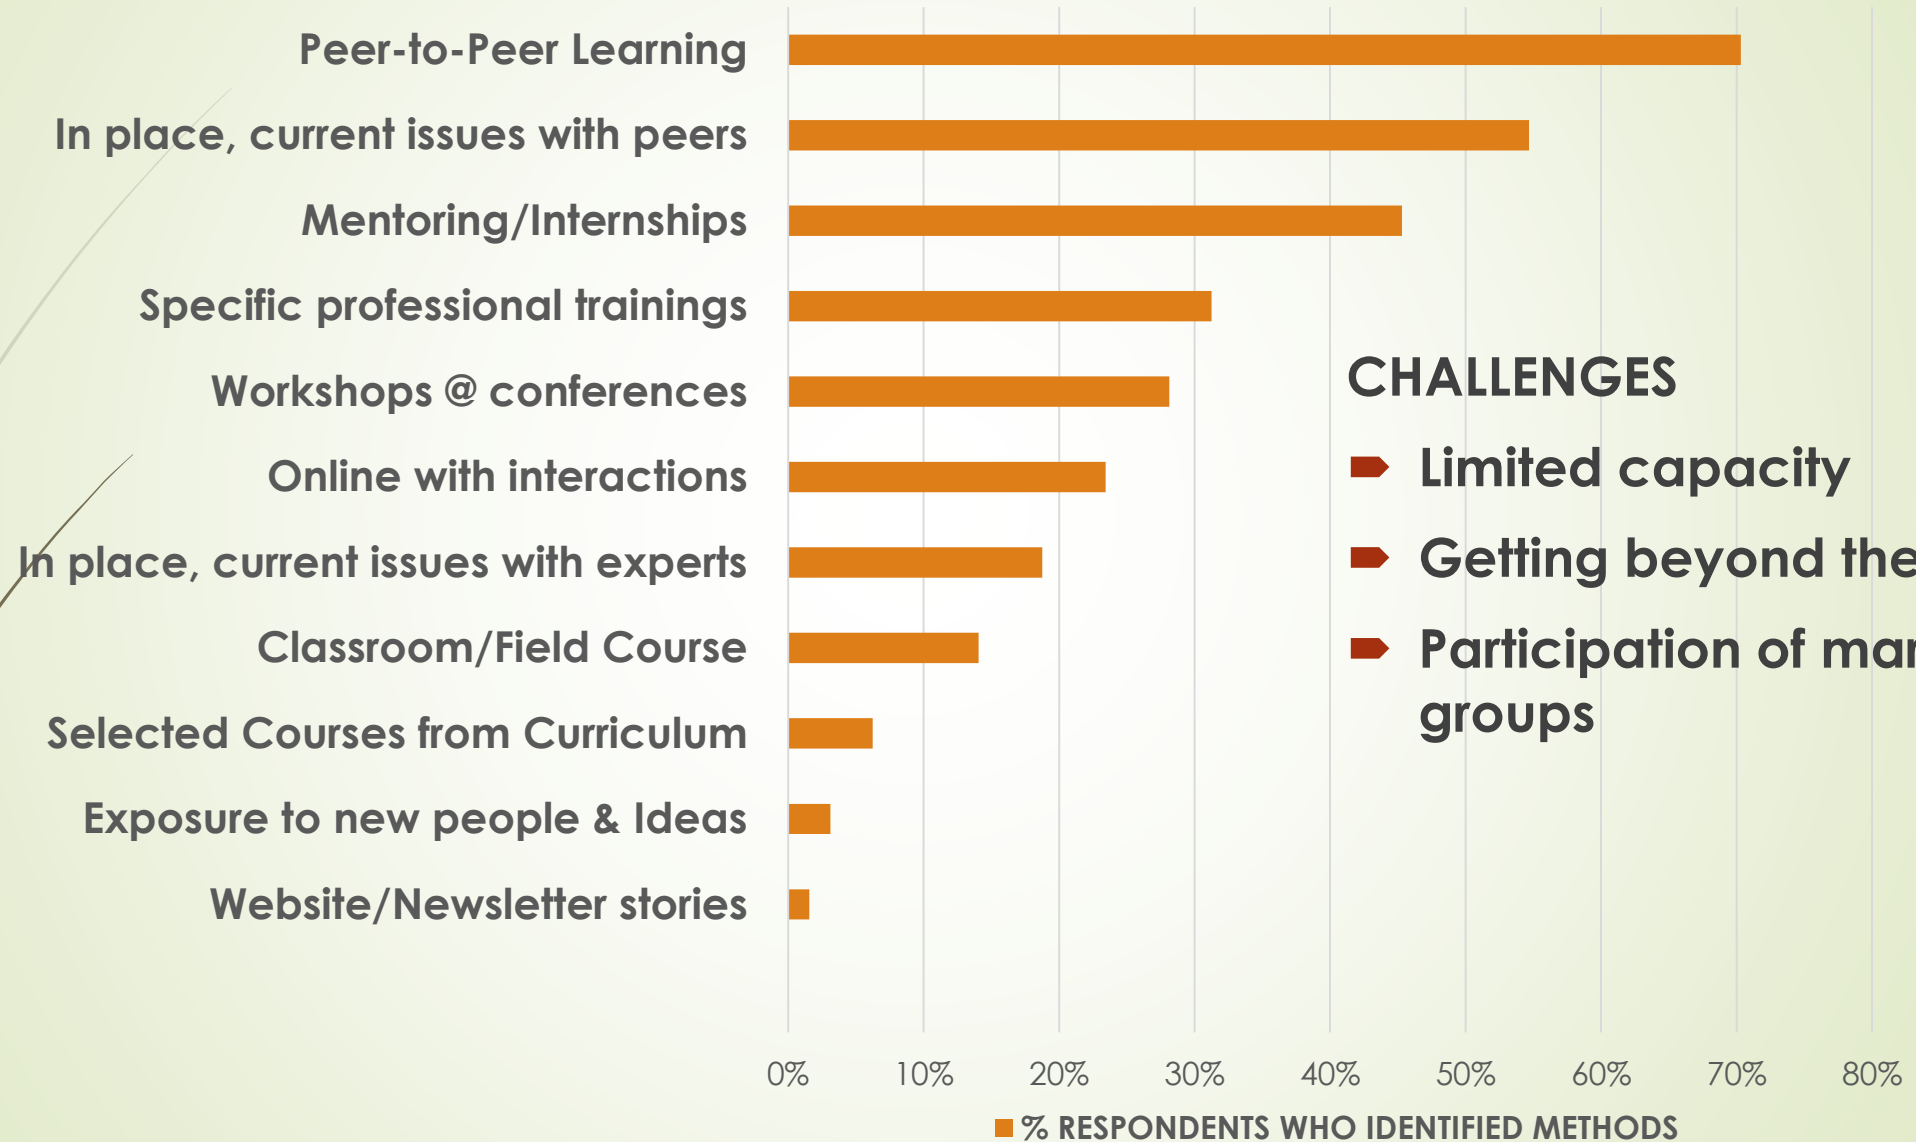 Peer-to-Peer Learning
In place, current issues with peers
Mentoring/Internships
Specific professional trainings
Workshops @ conferences
Online with interactions
In place, current issues with experts
Classroom/Field Course
Selected Courses from Curriculum
Exposure to new people & Ideas
Website/Newsletter stories
CHALLENGES
Limited capacity
Getting beyond the
Participation of
groups
0% 10% 20% 30% 40% 50% 60% 70% 80%
% RESPONDENTS WHO IDENTIFIED METHODS